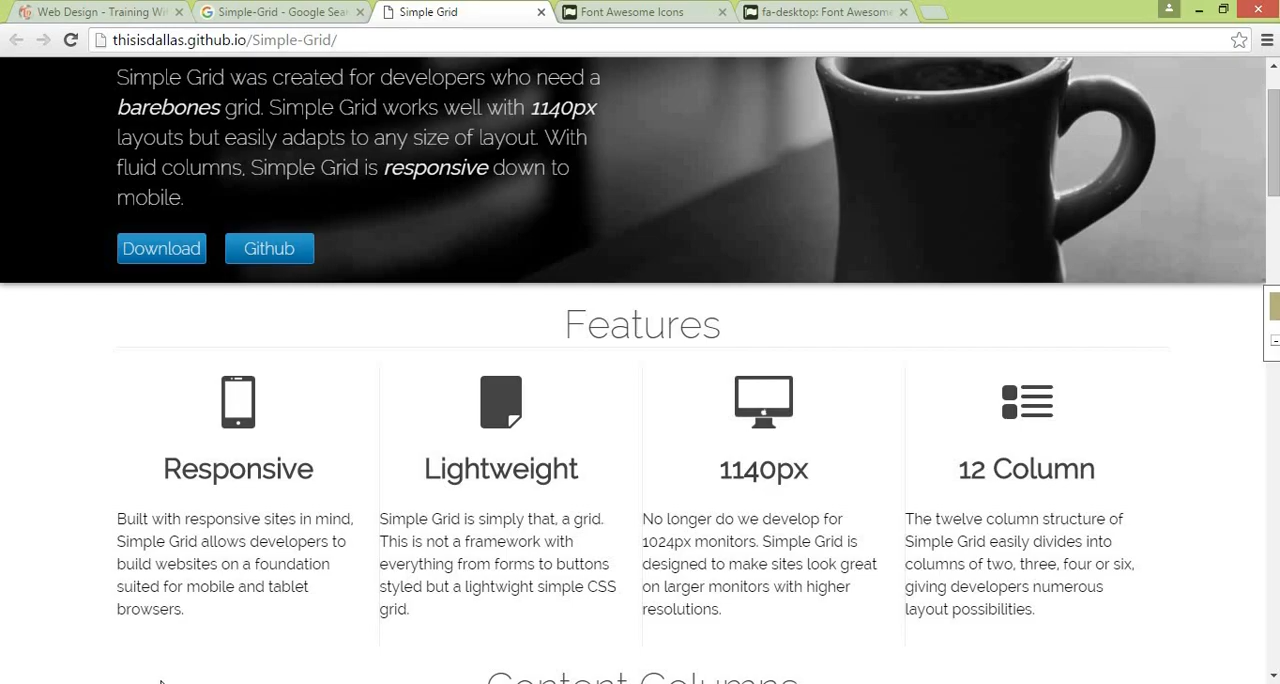 Web Design - Training Wit
Simple-Grid - Google Sea
Simple Grid
Font Awesome Icons
fa-desktop: Font Awesom
thisisdallas.github.io/Simple-Grid/
Simple Grid was created for developers who need a
barebones grid. Simple Grid works well with 1140px
layouts but easily adapts to any size of layout. With
fluid columns, Simple Grid is responsive down to
mobile.
Download
Github
Features
Responsive
Built with responsive sites in mind,
Simple Grid allows developers to
build websites on a foundation
suited for mobile and tablet
browsers.
Lightweight
Simple Grid is simply that, a grid.
This is not a framework with
everything from forms to buttons
styled but a lightwight simple CSS
grid.
1140px
No longer do we develop for
1024px monitors. Simple Grid is
designed to make sites look great
on larger monitors with higher
resolutions.
12 Column
The twelve column structure of
Simple Grid easily divides into
columns of two, three, four or six,
giving developers numerous
layout possibilities.
Content Columns